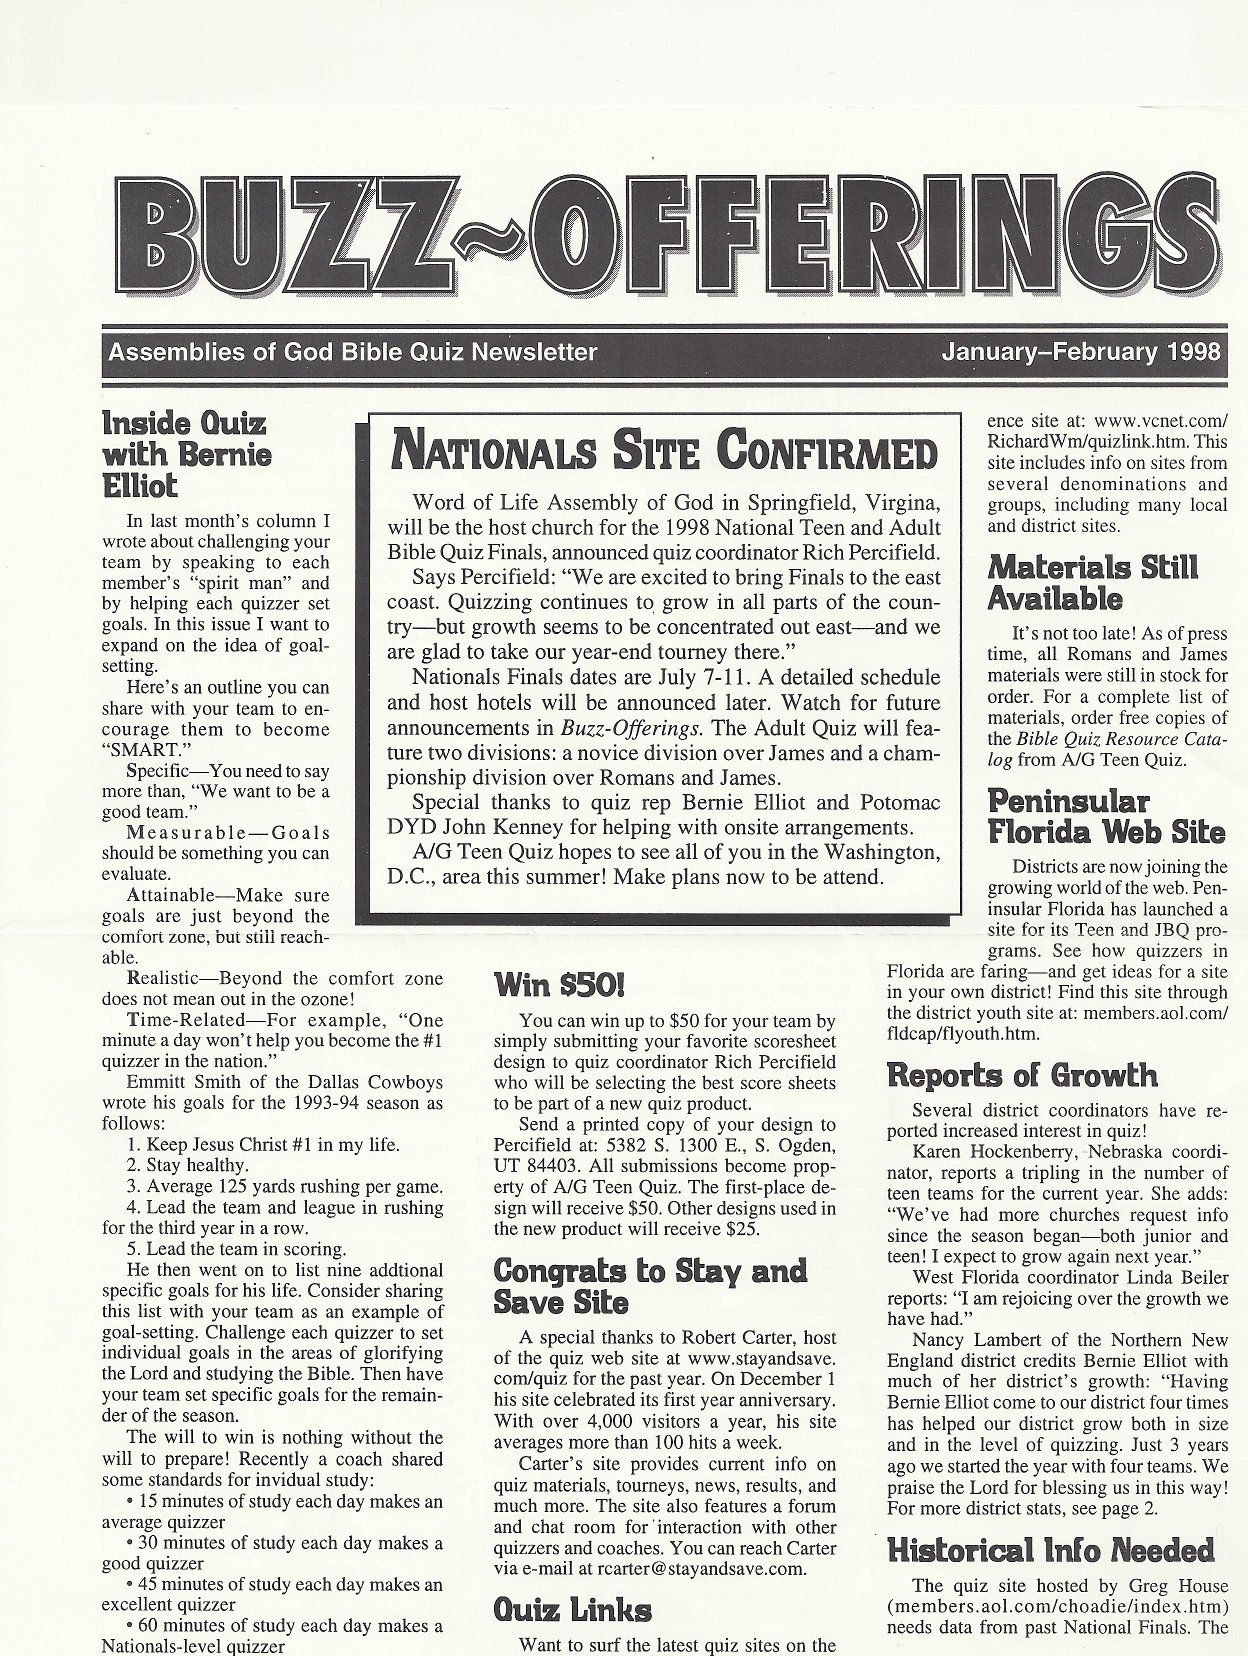 BUZZ~OFFERINGS
Assemblies of God Bible Quiz Newsletter
January–February 1998
Inside Quiz
with Bernie
Elliot
In last month's column I
wrote about challenging your
team by speaking to each
member's "spirit man" and
by helping each quizzer set
goals. In this issue I want to
expand on the idea of goal-
setting.
Here's an outline you can
share with your team to en-
courage them to become
"SMART."
Specific—You need to say
more than, "We want to be a
good team."
Measurable—Goals
should be something you can
evaluate.
Attainable—Make sure
goals are just beyond the
comfort zone, but still reach-
able.
Realistic—Beyond the comfort zone
does not mean out in the ozone!
Time-Related—For example, "One
minute a day won't help you become the #1
quizzer in the nation."
Emmitt Smith of the Dallas Cowboys
wrote his goals for the 1993-94 season as
follows:
1. Keep Jesus Christ #1 in my life.
2. Stay healthy.
3. Average 125 yards rushing per game.
4. Lead the team and league in rushing
for the third year in a row.
5. Lead the team in scoring.
He then went on to list nine addtional
specific goals for his life. Consider sharing
this list with your team as an example of
goal-setting. Challenge each quizzer to set
individual goals in the areas of glorifying
the Lord and studying the Bible. Then have
your team set specific goals for the remain-
der of the season.
The will to win is nothing without the
will to prepare! Recently a coach shared
some standards for invidual study:
• 15 minutes of study each day makes an
average quizzer
• 30 minutes of study each day makes a
good quizzer
• 45 minutes of study each day makes an
excellent quizzer
• 60 minutes of study each day makes a
Nationals-level quizzer
NATIONALS SITE CONFIRMED
Word of Life Assembly of God in Springfield, Virgina,
will be the host church for the 1998 National Teen and Adult
Bible Quiz Finals, announced quiz coordinator Rich Percifield.
Says Percifield: "We are excited to bring Finals to the east
coast. Quizzing continues to grow in all parts of the coun-
try—but growth seems to be concentrated out east—and we
are glad to take our year-end tourney there."
Nationals Finals dates are July 7-11. A detailed schedule
and host hotels will be announced later. Watch for future
announcements in Buzz-Offerings. The Adult Quiz will fea-
ture two divisions: a novice division over James and a cham-
pionship division over Romans and James.
Special thanks to quiz rep Bernie Elliot and Potomac
DYD John Kenney for helping with onsite arrangements.
A/G Teen Quiz hopes to see all of you in the Washington,
D.C., area this summer! Make plans now to be attend.
Win $50!
You can win up to $50 for your team by
simply submitting your favorite scoresheet
design to quiz coordinator Rich Percifield
who will be selecting the best score sheets
to be part of a new quiz product.
Send a printed copy of your design to
Percifield at: 5382 S. 1300 E., S. Ogden,
UT 84403. All submissions become prop-
erty of A/G Teen Quiz. The first-place de-
sign will receive $50. Other designs used in
the new product will receive $25.
Congrats to Stay and
Save Site
A special thanks to Robert Carter, host
of the quiz web site at www.stayandsave.
com/quiz for the past year. On December 1
his site celebrated its first year anniversary.
With over 4,000 visitors a year, his site
averages more than 100 hits a week.
Carter's site provides current info on
quiz materials, tourneys, news, results, and
much more. The site also features a forum
and chat room for interaction with other
quizzers and coaches. You can reach Carter
via e-mail at rcarter@stayandsave.com.
Quiz Links
Want to surf the latest quiz sites on the
ence site at: www.vcnet.com/
RichardWm/quizlink.htm. This
site includes info on sites from
several denominations and
groups, including many local
and district sites.
Materials Still
Available
It's not too late! As of press
time, all Romans and James
materials were still in stock for
order. For a complete list of
materials, order free copies of
the Bible Quiz Resource Cata-
log from A/G Teen Quiz.
Peninsular
Florida Web Site
Districts are now joining the
growing world of the web. Pen-
insular Florida has launched a
site for its Teen and JBQ pro-
grams. See how quizzers in
Florida are faring—and get ideas for a site
in your own district! Find this site through
the district youth site at: members.aol.com/
fldcap/flyouth.htm.
Reports of Growth
Several district coordinators have re-
ported increased interest in quiz!
Karen Hockenberry, Nebraska coordi-
nator, reports a tripling in the number of
teen teams for the current year. She adds:
"We've had more churches request info
since the season began—both junior and
teen! I expect to grow again next year."
West Florida coordinator Linda Beiler
reports: "I am rejoicing over the growth we
have had."
Nancy Lambert of the Northern New
England district credits Bernie Elliot with
much of her district's growth: "Having
Bernie Elliot come to our district four times
has helped our district grow both in size
and in the level of quizzing. Just 3 years
ago we started the year with four teams. We
praise the Lord for blessing us in this way!
For more district stats, see page 2.
Historical Info Needed
The quiz site hosted by Greg House
(members.aol.com/choadie/index.htm)
needs data from past National Finals. The